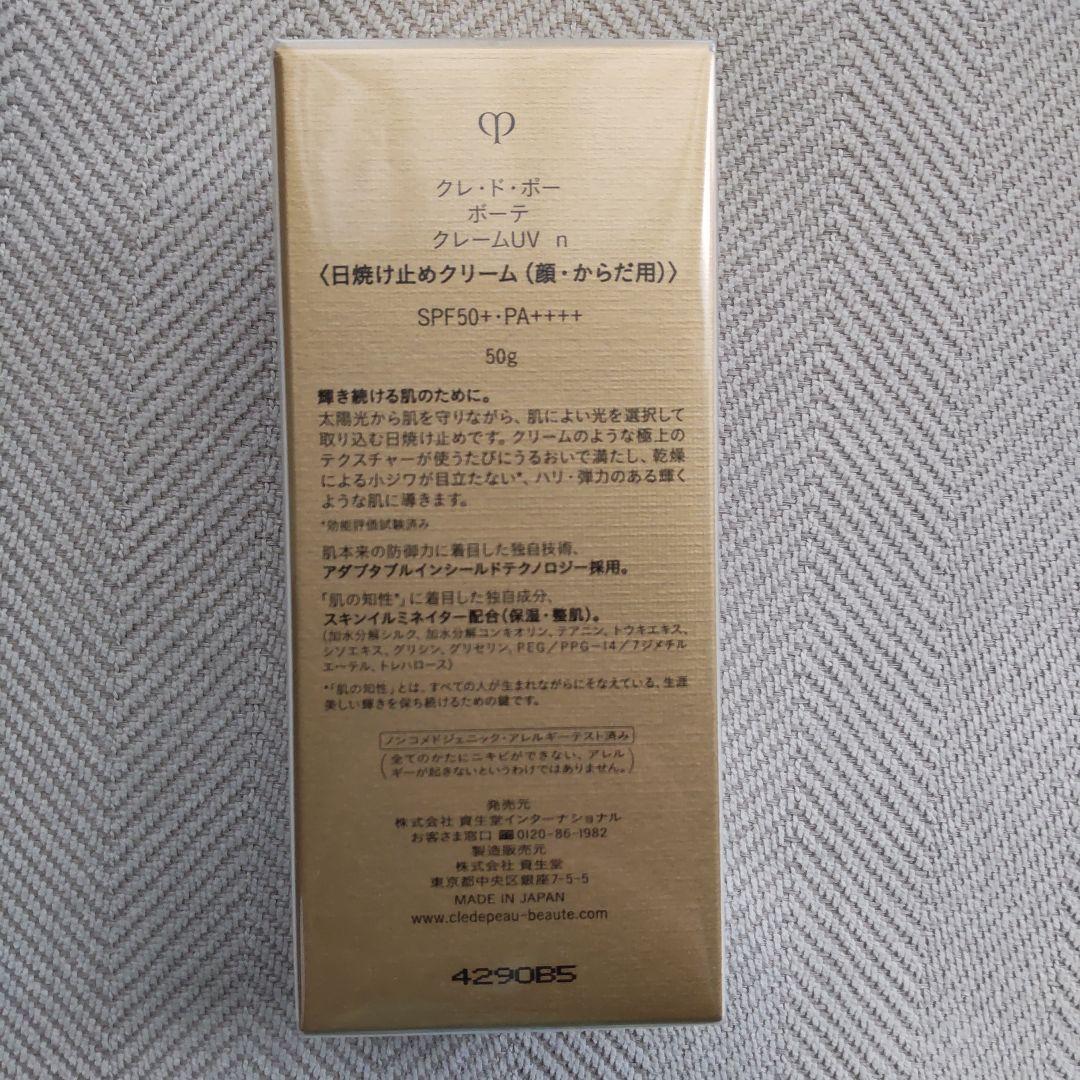 クレ・ド・ポー
ボーテ
クレームUV n
〈日焼け止めクリーム（顔・からだ用）〉
SPF50+・PA++++
50g
輝き続ける肌のために。
太陽光から肌を守りながら、肌によい光を選択して
取り込む日焼け止めです。クリームのような極上の
テクスチャーが使うたびにうるおいで満たし、乾燥
による小ジワが目立たない*、ハリ・弾力のある輝く
ような肌に導きます。
*効能評価試験済み
肌本来の防御力に着目した独自技術、
アダプタブルインシールドテクノロジー採用。
「肌の知性*」に着目した独自成分、
スキンイルミネイター配合（保湿・整肌）。
（加水分解シルク、加水分解コンキオリン、テアニン、トウキエキス、
シソエキス、グリシン、グリセリン、PEG／PPG−14／7ジメチル
エーテル、トレハロース）
*「肌の知性」とは、すべての人が生まれながらにそなえている、生涯
美しい輝きを保ち続けるための鍵です。
ノンコメドジェニック・アレルギーテスト済み
（全てのかたにニキビができない、アレル
ギーが起きないというわけではありません。）
発売元
株式会社 資生堂インターナショナル
お客さま窓口 0120-86-1982
製造販売元
株式会社 資生堂
東京都中央区銀座7-5-5
MADE IN JAPAN
www.cledepeau-beaute.com
4290B5